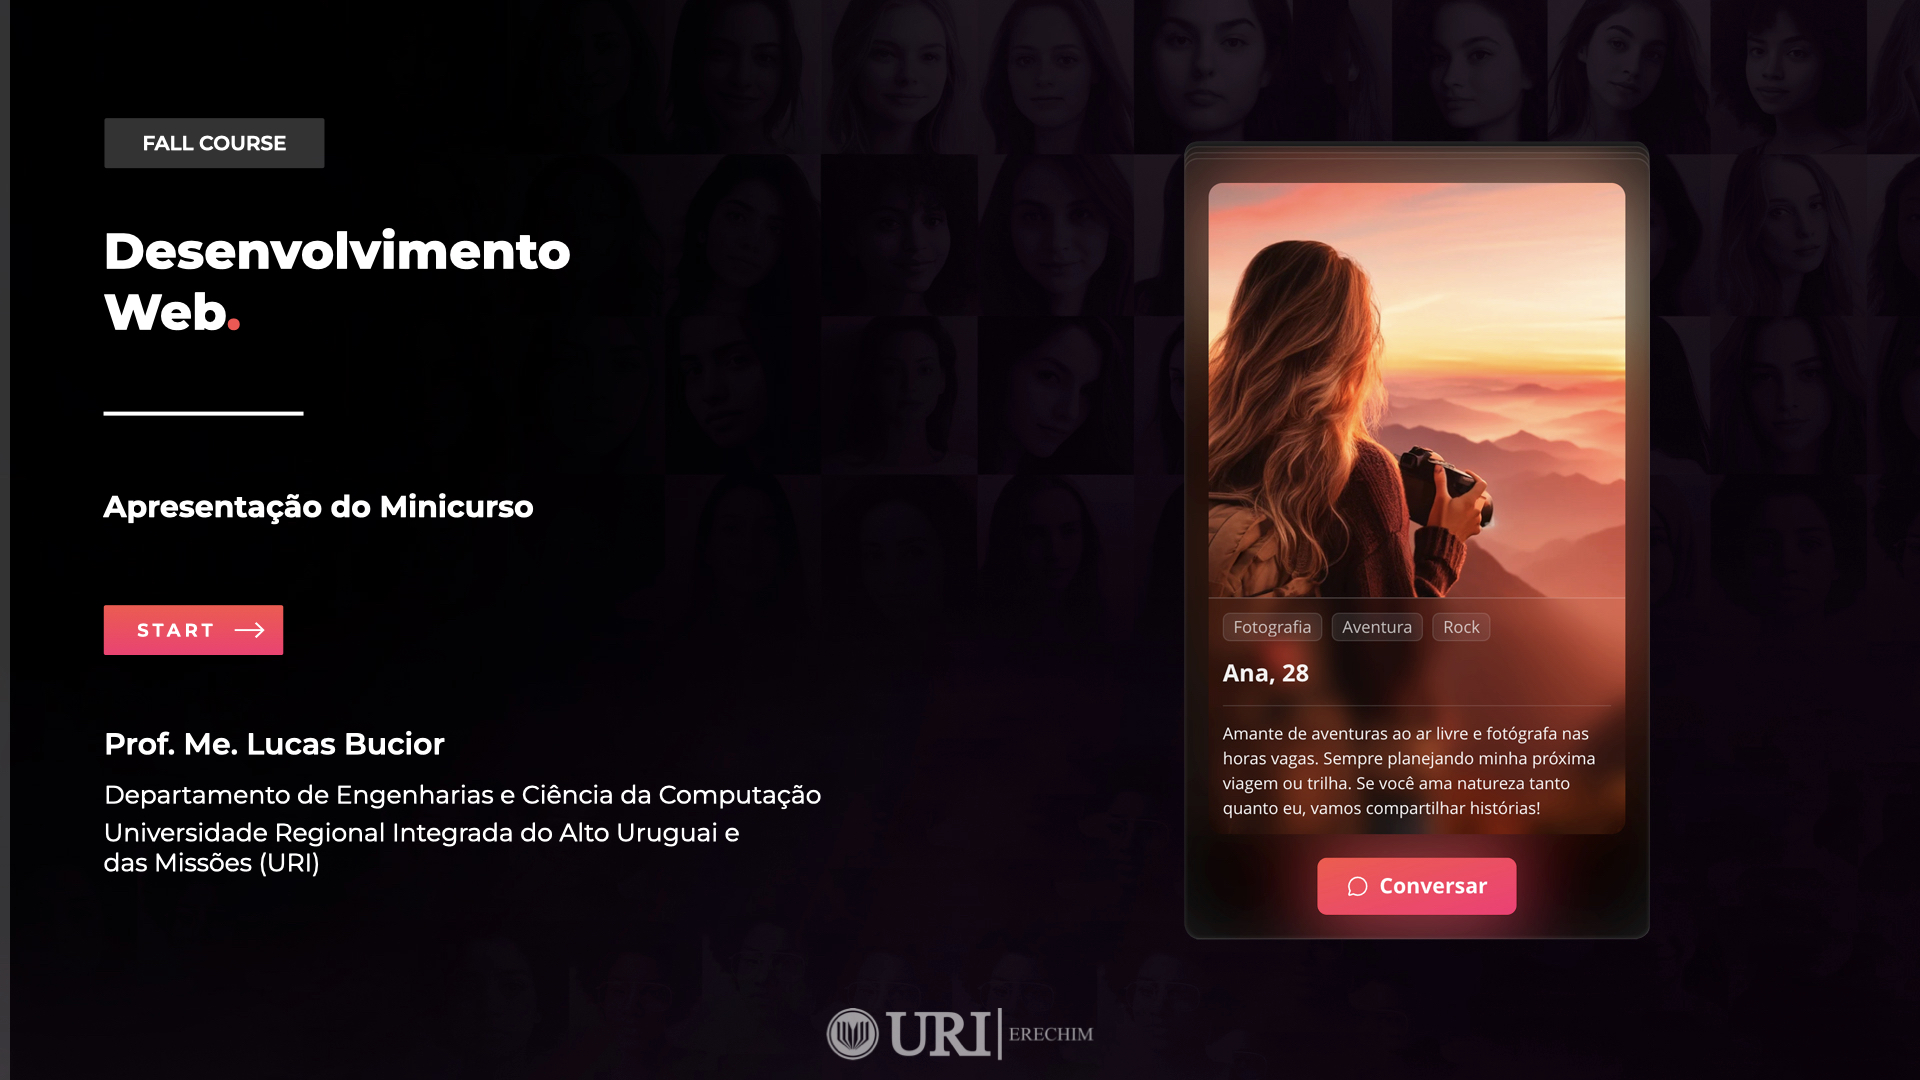 FALL COURSE
Desenvolvimento
Web.
Apresentação do Minicurso
START
Prof. Me. Lucas Bucior
Departamento de Engenharias e Ciência da Computação
Universidade Regional Integrada do Alto Uruguai e
das Missões (URI)
Fotografia Aventura Rock
Ana, 28
Amante de aventuras ao ar livre e fotógrafa nas
horas vagas. Sempre planejando minha próxima
viagem ou trilha. Se você ama natureza tanto
quanto eu, vamos compartilhar histórias!
Conversar
URI ERECHIM